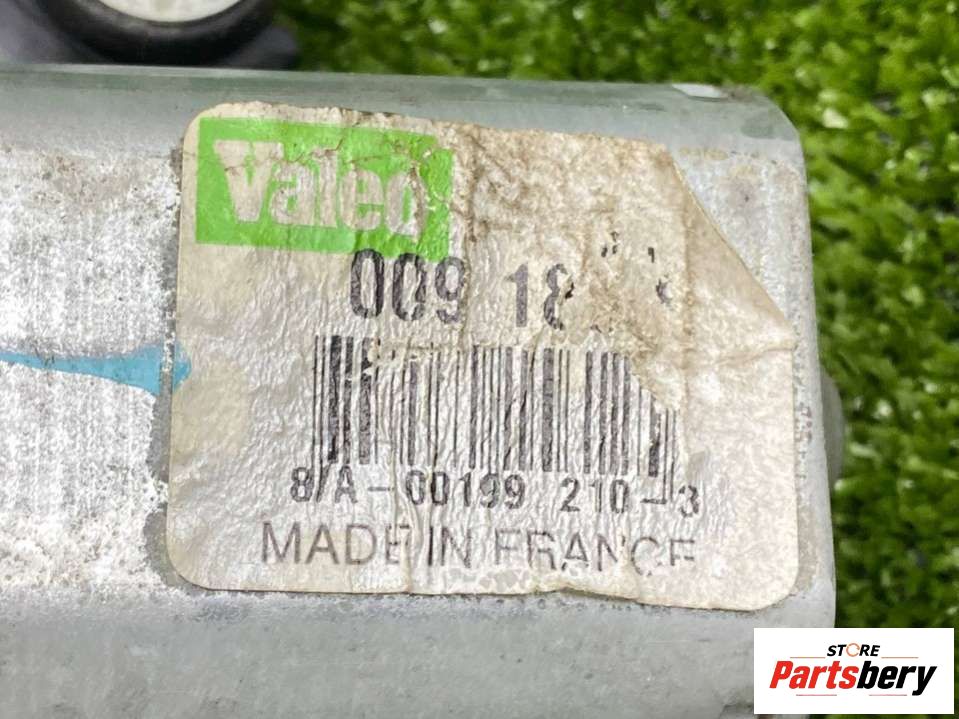 Valeo
009 18
8/A-00199 210-3
MADE IN FRANCE
STORE
Partsbery